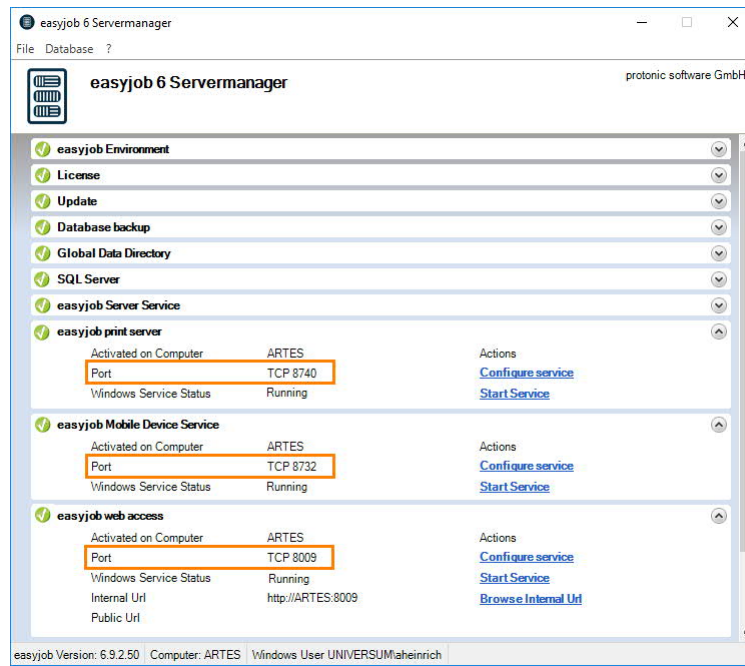 easyjob 6 Servermanager
File Database ?
easyjob 6 Servermanager
protonic software GmbH
easyjob Environment
License
Update
Database backup
Global Data Directory
SQL Server
easyjob Server Service
easyjob print server
Activated on Computer ARTES Actions
Port TCP 8740 Configure service
Windows Service Status Running Start Service
easyjob Mobile Device Service
Activated on Computer ARTES Actions
Port TCP 8732 Configure service
Windows Service Status Running Start Service
easyjob web access
Activated on Computer ARTES Actions
Port TCP 8009 Configure service
Windows Service Status Running Start Service
Internal Url http://ARTES:8009 Browse Internal Url
Public Url
easyjob Version: 6.9.2.50 Computer: ARTES Windows User UNIVERSUM\aheinrich